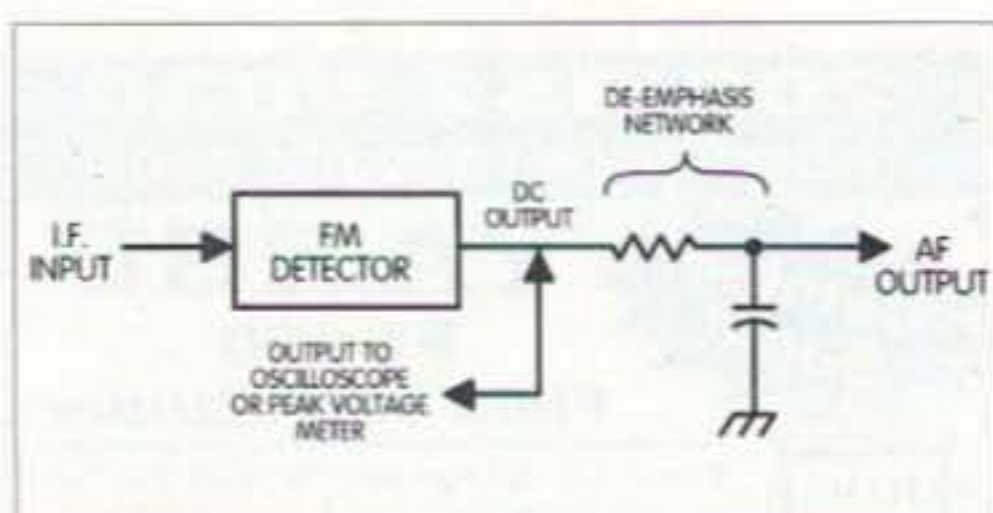 DE-EMPHASIS
NETWORK
DC
OUTPUT
I.F.
INPUT
FM
DETECTOR
AF
OUTPUT
OUTPUT TO
OSCILLOSCOPE
OR PEAK VOLTAGE
METER